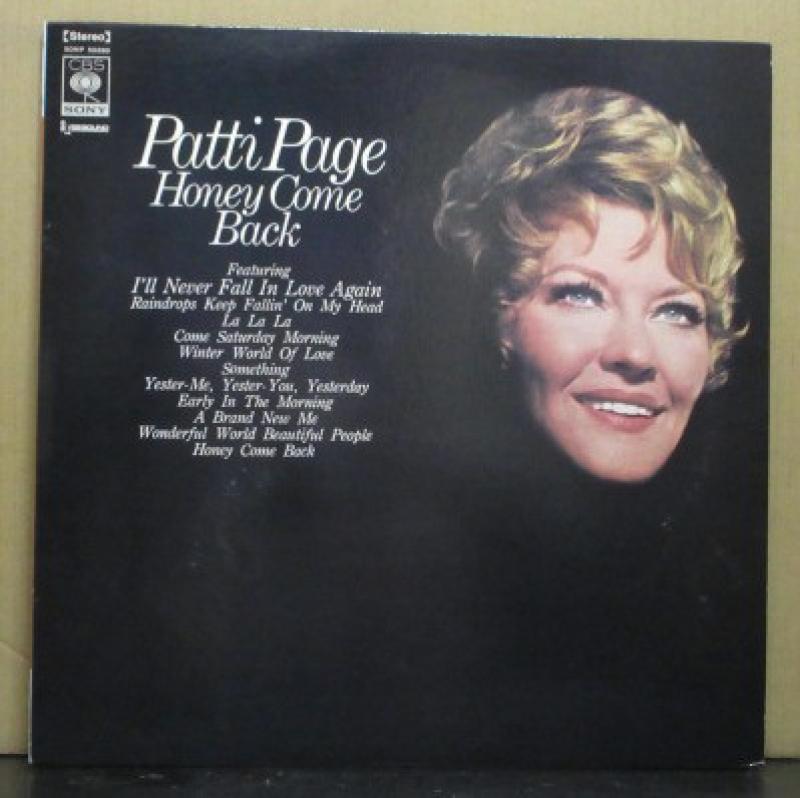 [Stereo]
CBS
SONY
Patti Page
Honey Come
Back
Featuring
I'll Never Fall In Love Again
Raindrops Keep Fallin' On My Head
La La La
Come Saturday Morning
Winter World Of Love
Something
Yester-Me, Yester-You, Yesterday
Early In The Morning
A Brand New Me
Wonderful World Beautiful People
Honey Come Back